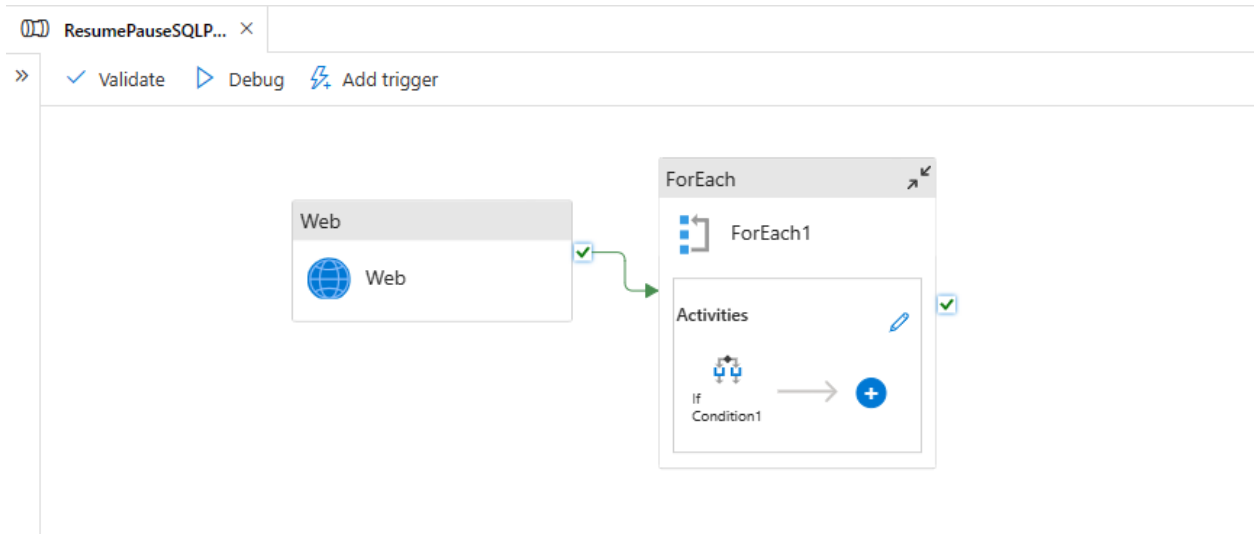 ResumePauseSQLP...
Validate Debug Add trigger
Web
Web
ForEach
ForEach1
Activities
If
Condition1